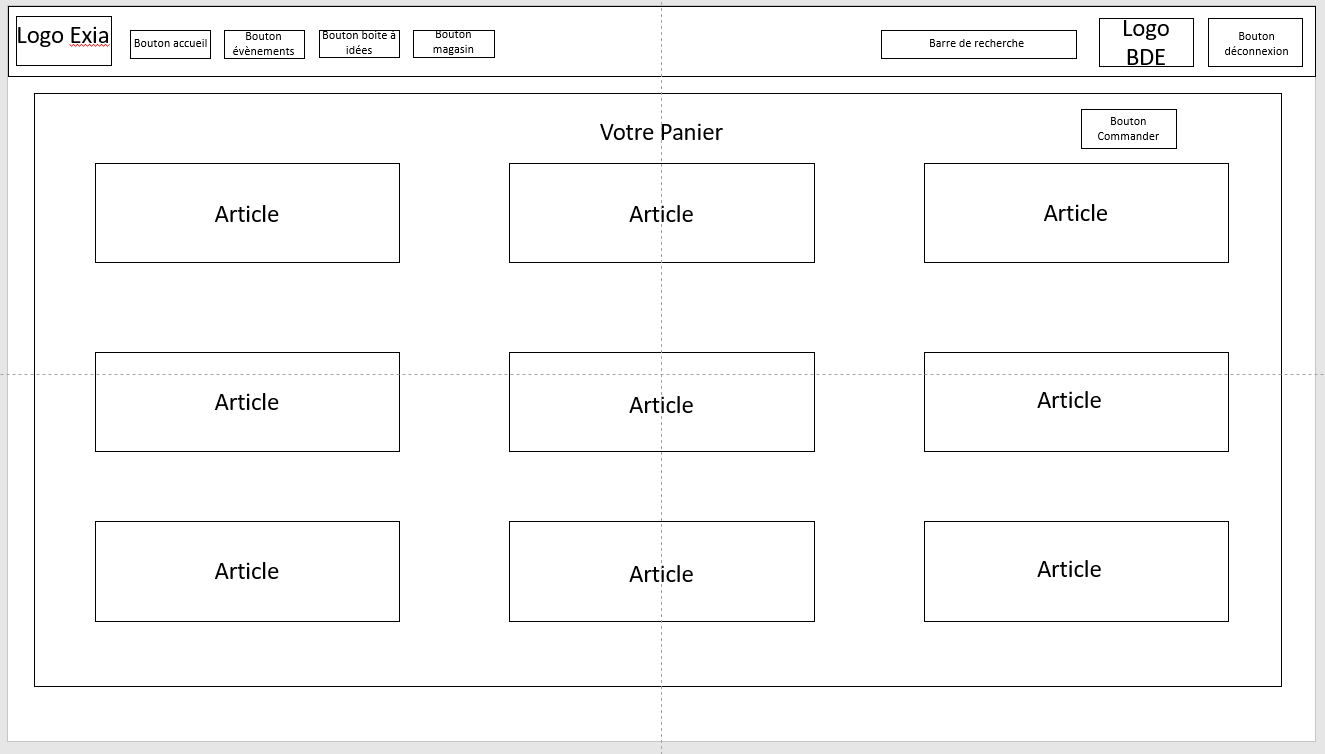 Logo Exia
Bouton accueil
Bouton
évènements
Bouton boite à
idées
Bouton
magasin
Barre de recherche
Logo
BDE
Bouton
déconnexion
Votre Panier
Bouton
Commander
Article
Article
Article
Article
Article
Article
Article
Article
Article